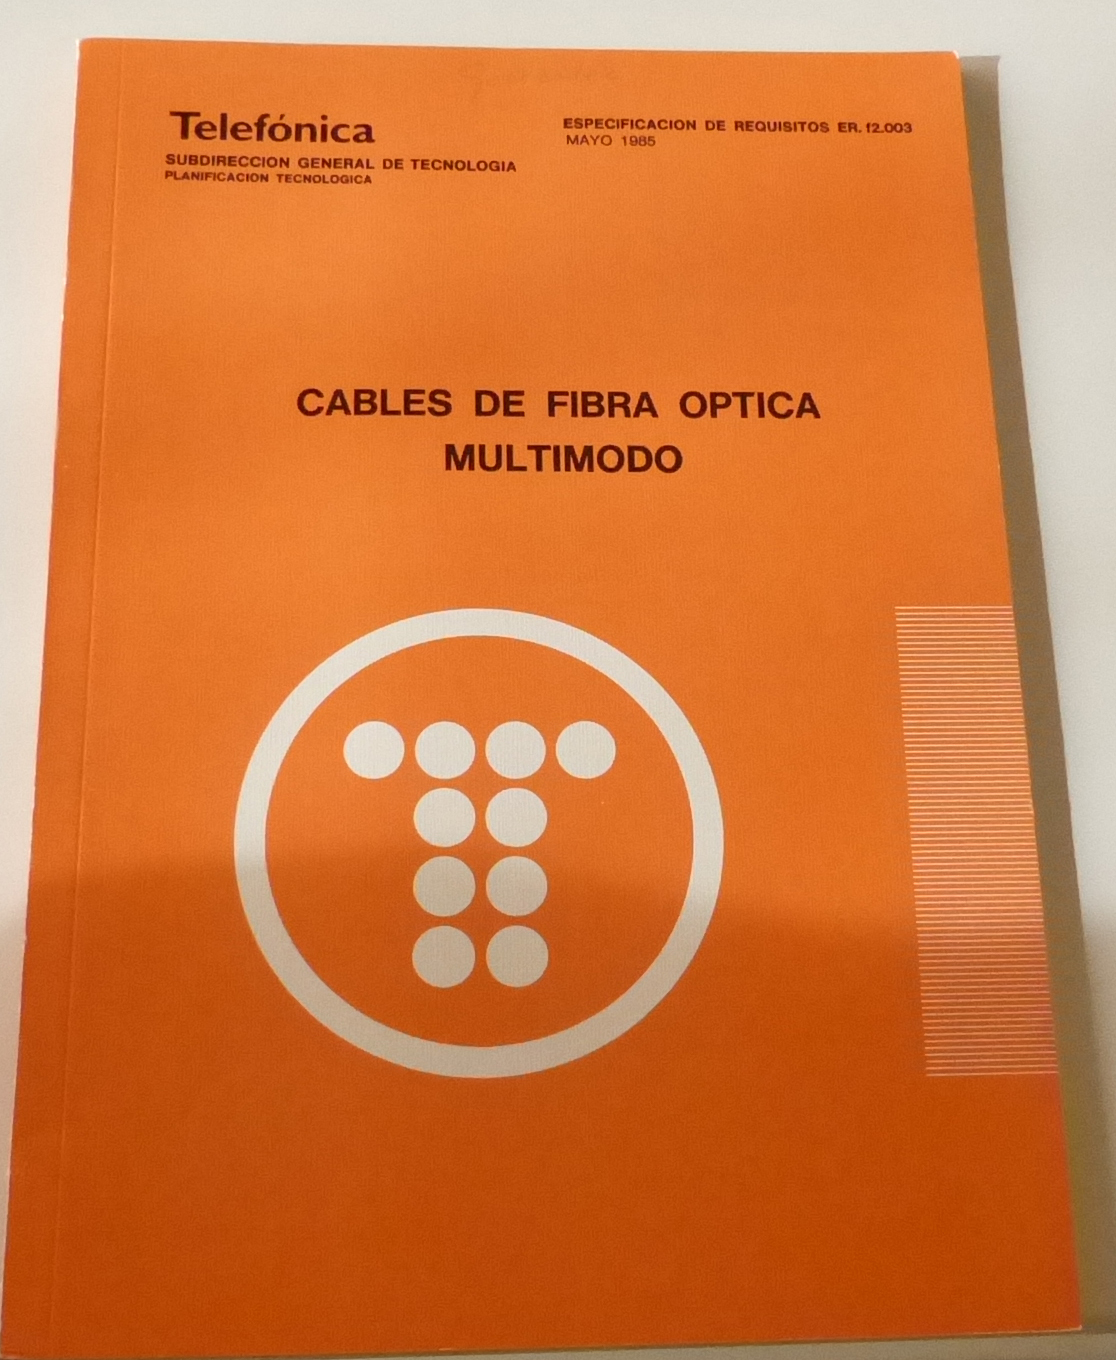 Telefónica
SUBDIRECCION GENERAL DE TECNOLOGIA
PLANIFICACION TECNOLOGICA
ESPECIFICACION DE REQUISITOS ER. f2.003
MAYO 1985
CABLES DE FIBRA OPTICA
MULTIMODO